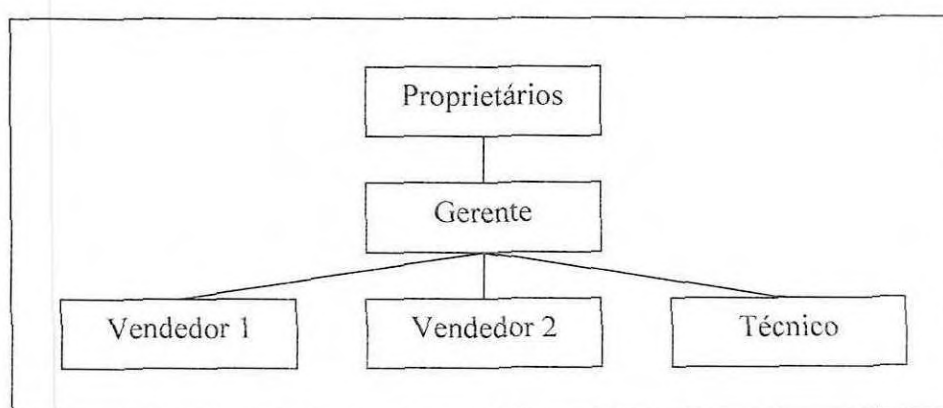 Proprietários
Gerente
Vendedor 1
Vendedor 2
Técnico